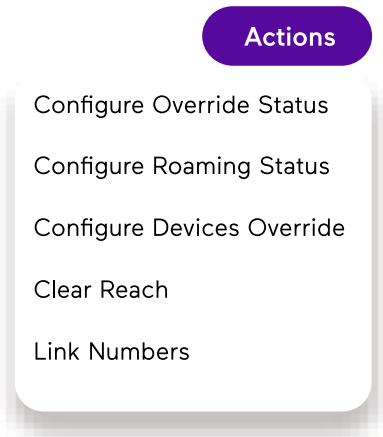 Actions
Configure Override Status
Configure Roaming Status
Configure Devices Override
Clear Reach
Link Numbers